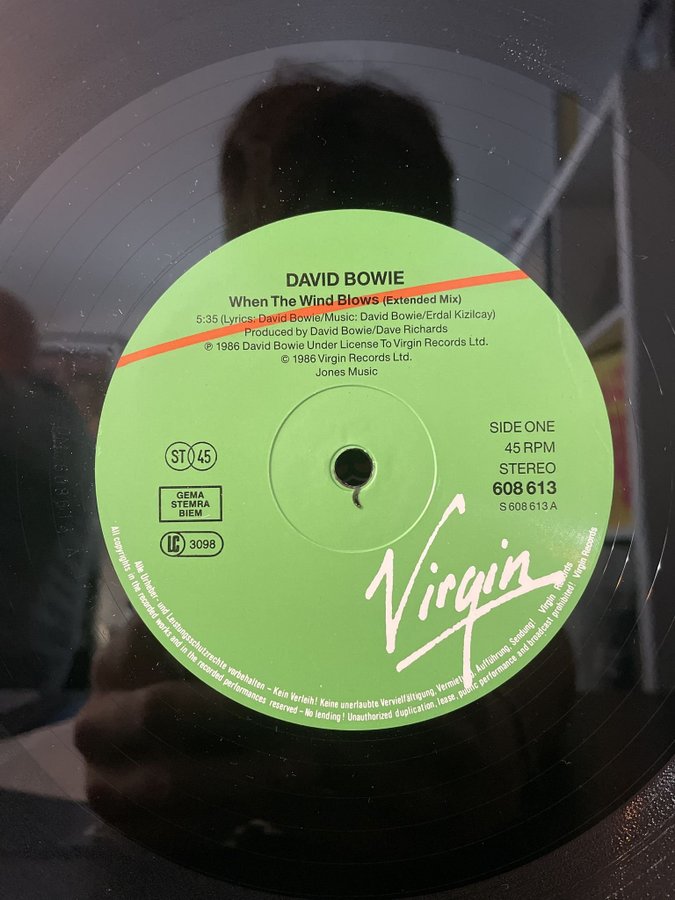 DAVID BOWIE
When The Wind Blows (Extended Mix)
5:35 (Lyrics: David Bowie/Music: David Bowie/Erdal Kizilcay)
Produced by David Bowie/Dave Richards
℗ 1986 David Bowie Under License To Virgin Records Ltd.
© 1986 Virgin Records Ltd.
Jones Music
SIDE ONE
45 RPM
STEREO
608 613
S 608 613 A
ST 45
GEMA
STEMRA
BIEM
LC 3098
Virgin
Alle Urheber- und Leistungsschutzrechte vorbehalten – Kein Verleih! Keine unerlaubte Vervielfältigung, Vermietung, Aufführung, Sendung! Virgin Records
All copyrights in the recorded works and in the recorded performances reserved – No lending! Unauthorized duplication, lease, public performance and broadcast prohibited! Virgin Records